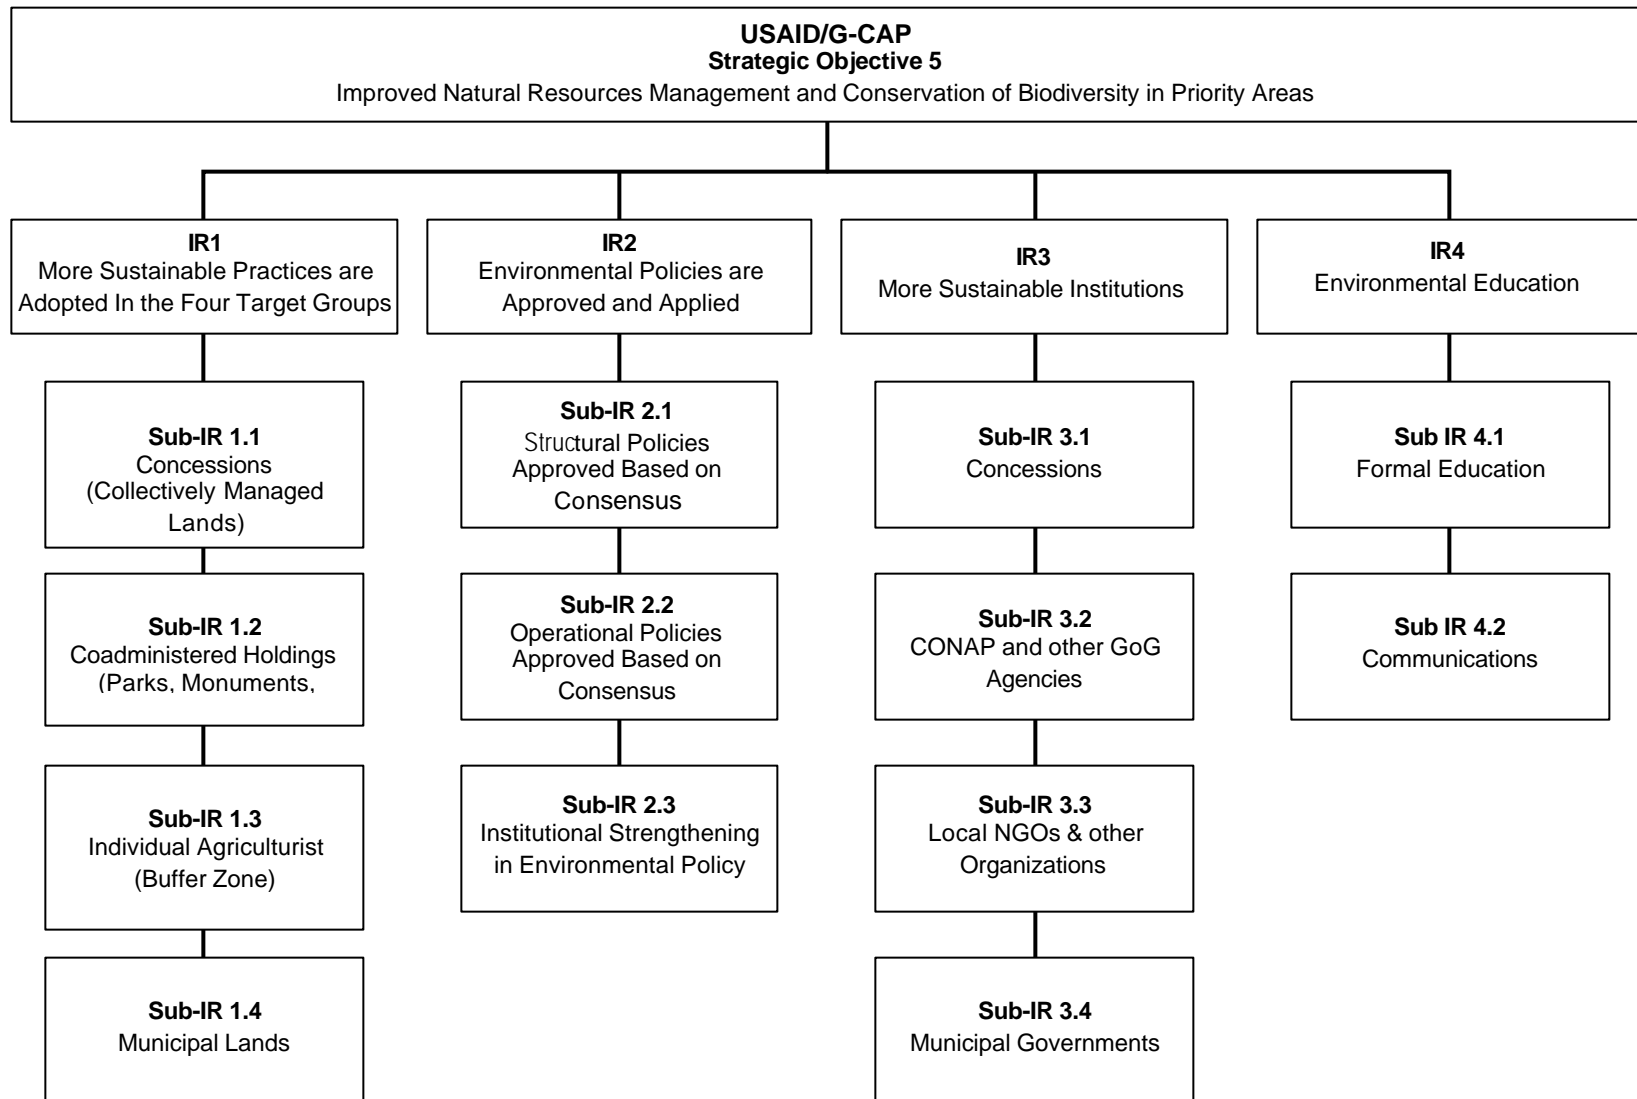 USAID/G-CAP
Strategic Objective 5
Improved Natural Resources Management and Conservation of Biodiversity in Priority Areas
IR1
More Sustainable Practices are
Adopted In the Four Target Groups
IR2
Environmental Policies are
Approved and Applied
IR3
More Sustainable Institutions
IR4
Environmental Education
Sub-IR 1.1
Concessions
(Collectively Managed
Lands)
Sub-IR 2.1
Structural Policies
Approved Based on
Consensus
Sub-IR 3.1
Concessions
Sub IR 4.1
Formal Education
Sub-IR 1.2
Coadministered Holdings
(Parks, Monuments,
Sub-IR 2.2
Operational Policies
Approved Based on
Consensus
Sub-IR 3.2
CONAP and other GoG
Agencies
Sub IR 4.2
Communications
Sub-IR 1.3
Individual Agriculturist
(Buffer Zone)
Sub-IR 2.3
Institutional Strengthening
in Environmental Policy
Sub-IR 3.3
Local NGOs & other
Organizations
Sub-IR 1.4
Municipal Lands
Sub-IR 3.4
Municipal Governments